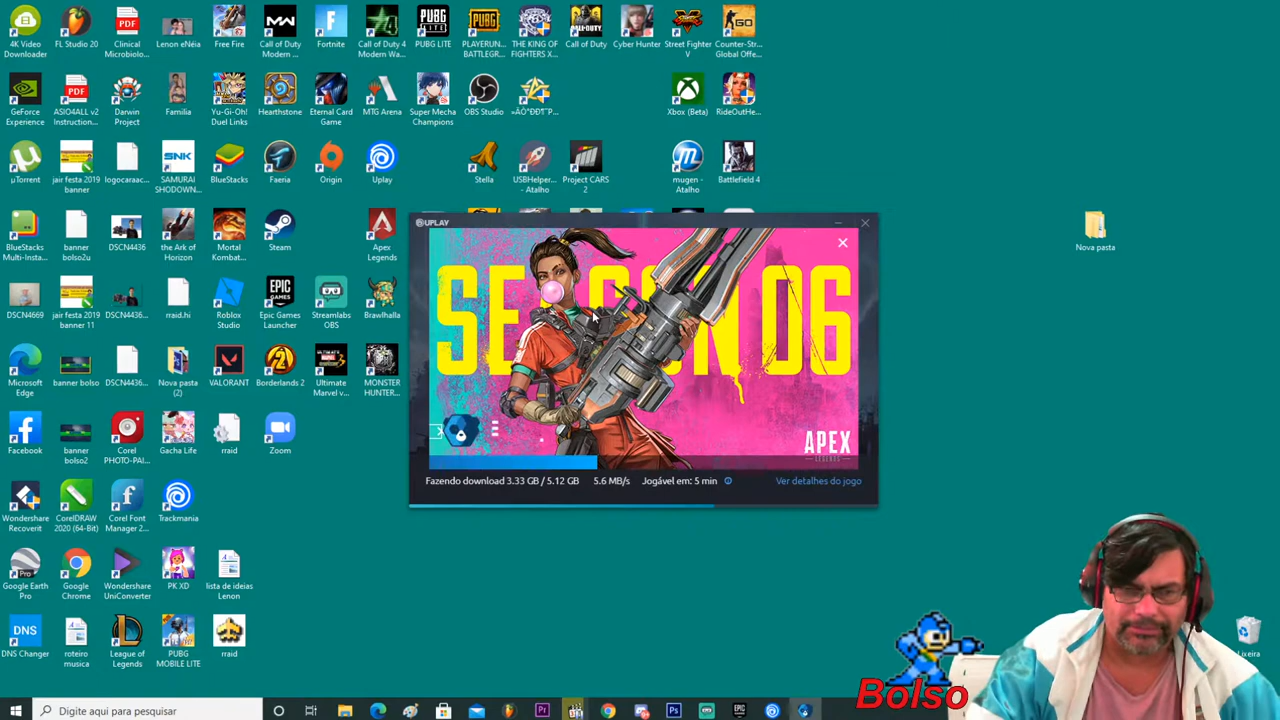 4K Video
Downloader
FL Studio 20
Clinical
Microbiolo...
Lenon eNéia
Free Fire
Call of Duty
Modern ...
Fortnite
Call of Duty 4
Modern Wa...
PUBG LITE
PLAYERUN...
BATTLEGR...
THE KING OF
FIGHTERS X...
Call of Duty
Cyber Hunter
Street Fighter
V
Counter-Str...
Global Offe...
GeForce
Experience
ASIO4ALL v2
Instruction...
Darwin
Project
Familia
Yu-Gi-Oh!
Duel Links
Hearthstone
Eternal Card
Game
MTG Arena
Super Mecha
Champions
OBS Studio
Xbox (Beta)
RideOutHe...
µTorrent
jair festa 2019
banner
logocaraac...
SAMURAI
SHODOWN...
BlueStacks
Faeria
Origin
Uplay
Stella
USBHelper...
- Atalho
Project CARS
2
mugen -
Atalho
Battlefield 4
BlueStacks
Multi-Insta...
banner
bolso2u
DSCN4436
the Ark of
Horizon
Mortal
Kombat...
Steam
Apex
Legends
Nova pasta
DSCN4669
jair festa 2019
banner 11
DSCN4436...
rraid.hi
Roblox
Studio
Epic Games
Launcher
Streamlabs
OBS
Brawlhalla
Microsoft
Edge
banner bolso
DSCN4436...
Nova pasta
(2)
VALORANT
Borderlands 2
Ultimate
Marvel v...
MONSTER
HUNTER...
Facebook
banner
bolso2
Corel
PHOTO-PAI...
Gacha Life
rraid
Zoom
Wondershare
Recoverit
CorelDRAW
2020 (64-Bit)
Corel Font
Manager 2...
Trackmania
Google Earth
Pro
Google
Chrome
Wondershare
UniConverter
PK XD
lista de ideias
Lenon
DNS Changer
roteiro
musica
League of
Legends
PUBG
MOBILE LITE
rraid
UPLAY
SEASON 06
APEX
LEGENDS
Fazendo download 3.33 GB / 5.12 GB 5.6 MB/s Jogável em: 5 min Ver detalhes do jogo
Lixeira
Bolso
Digite aqui para pesquisar